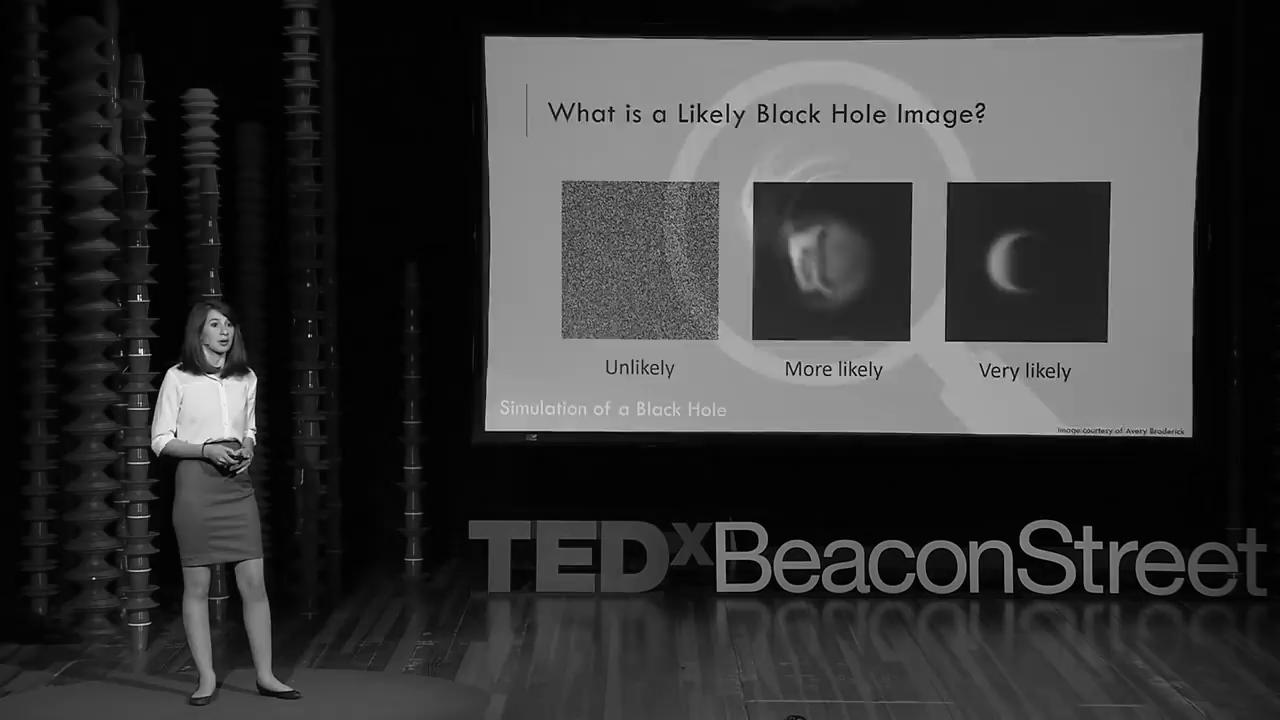 What is a Likely Black Hole Image?
Unlikely
More likely
Very likely
Simulation of a Black Hole
Image courtesy of Avery Broderick
TEDxBeaconStreet